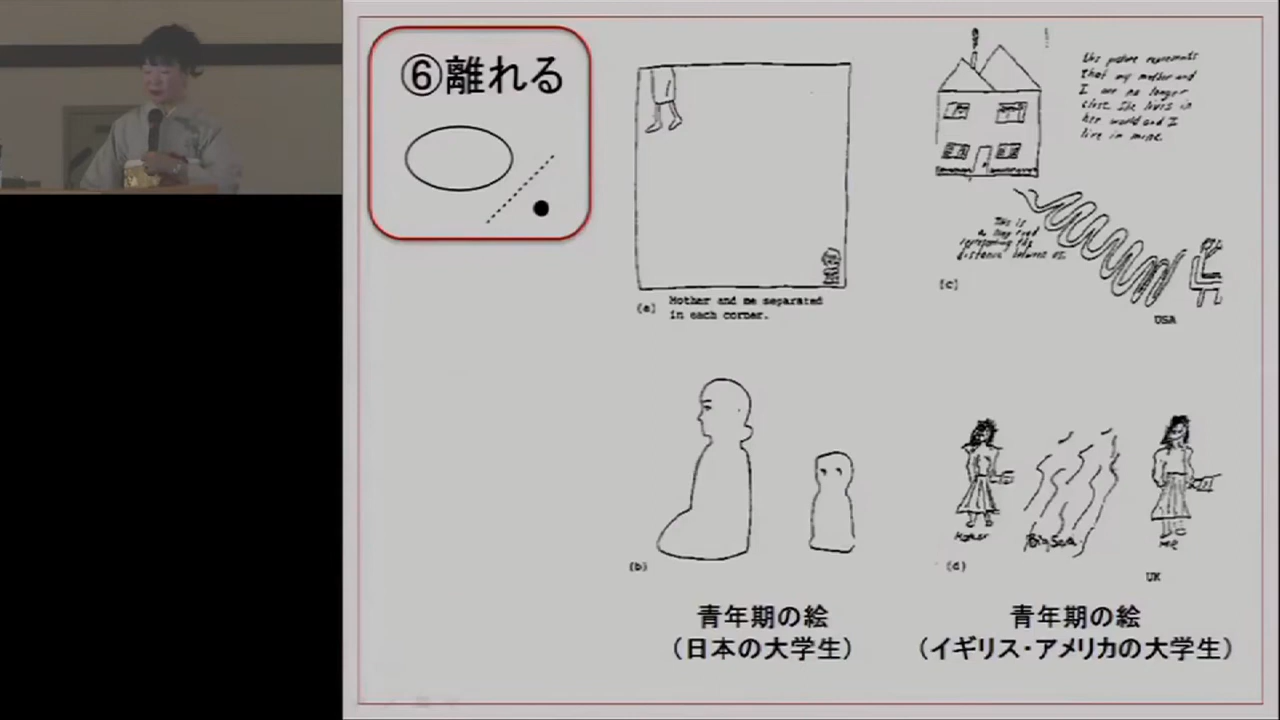 ⑥離れる
(a) Mother and me separated
in each corner.
this picture represents
that my mother and
I are no longer
close. She lives in
her world and I
live in mine.
This is
a long road
representing the
distance between us.
(c)
USA
(b)
Mother
Big Sea
Me
(d)
UK
青年期の絵
(日本の大学生)
青年期の絵
(イギリス・アメリカの大学生)